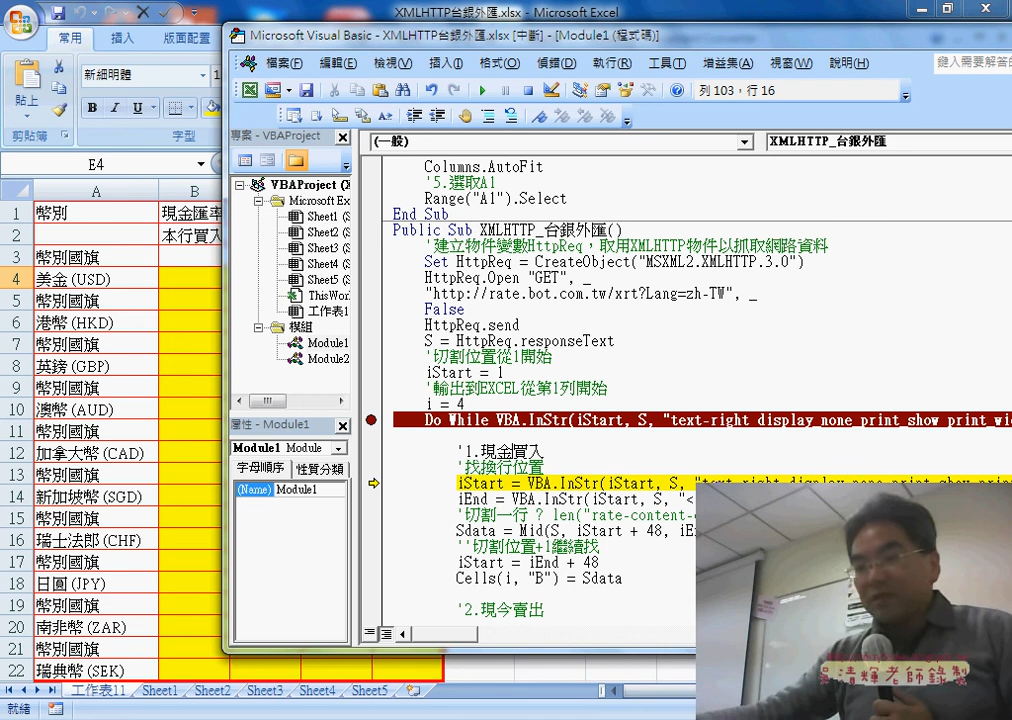 XMLHTTP台銀外匯.xlsx - Microsoft Excel
常用 插入 版面配置
新細明體
貼上 B I U
剪貼簿 字型
E4
A B
1 幣別 現金匯率
2 本行買入
3 幣別國旗
4 美金 (USD)
5 幣別國旗
6 港幣 (HKD)
7 幣別國旗
8 英鎊 (GBP)
9 幣別國旗
10 澳幣 (AUD)
11 幣別國旗
12 加拿大幣 (CAD)
13 幣別國旗
14 新加坡幣 (SGD)
15 幣別國旗
16 瑞士法郎 (CHF)
17 幣別國旗
18 日圓 (JPY)
19 幣別國旗
20 南非幣 (ZAR)
21 幣別國旗
22 瑞典幣 (SEK)
工作表11 Sheet1 Sheet2 Sheet3 Sheet4 Sheet5
就緒
Microsoft Visual Basic - XMLHTTP台銀外匯.xlsx [中斷] - [Module1 (程式碼)]
檔案(F) 編輯(E) 檢視(V) 插入(I) 格式(O) 偵錯(D) 執行(R) 工具(T) 增益集(A) 視窗(W) 說明(H) 鍵入需要解答的
列 103，行 16
專案 - VBAProject
VBAProject (X
Microsoft Ex
Sheet1 (S
Sheet2 (S
Sheet3 (S
Sheet4 (S
Sheet5 (S
ThisWor
工作表1
模組
Module1
Module2
屬性 - Module1
Module1 Module
字母順序 性質分類
(Name) Module1
(一般) XMLHTTP_台銀外匯
Columns.AutoFit
'5.選取A1
Range("A1").Select
End Sub
Public Sub XMLHTTP_台銀外匯()
'建立物件變數HttpReq，取用XMLHTTP物件以抓取網路資料
Set HttpReq = CreateObject("MSXML2.XMLHTTP.3.0")
HttpReq.Open "GET", _
"http://rate.bot.com.tw/xrt?Lang=zh-TW", _
False
HttpReq.send
S = HttpReq.responseText
'切割位置從1開始
iStart = 1
'輸出到EXCEL從第1列開始
i = 4
Do While VBA.InStr(iStart, S, "text-right display_none_print_show print_wi
'1.現金買入
'找換行位置
iStart = VBA.InStr(iStart, S, "text-right display_none_print_show prin
iEnd = VBA.InStr(iStart, S, "<
'切割一行 ? len("rate-content-
Sdata = Mid(S, iStart + 48, iE
''切割位置+1繼續找
iStart = iEnd + 48
Cells(i, "B") = Sdata
'2.現今賣出
吳清輝老師錄製